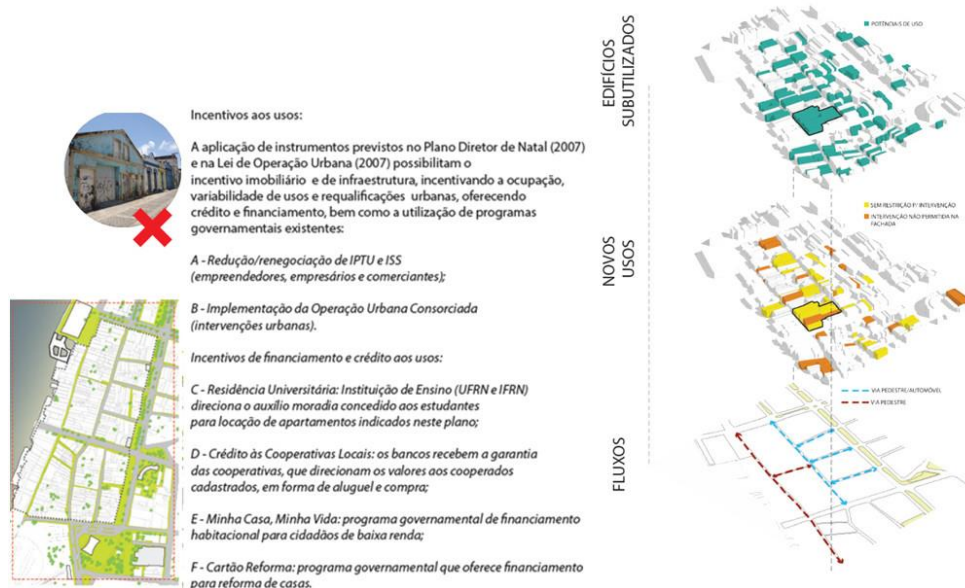 Incentivos aos usos:
A aplicação de instrumentos previstos no Plano Diretor de Natal (2007)
e na Lei de Operação Urbana (2007) possibilitam o
incentivo imobiliário e de infraestrutura, incentivando a ocupação,
variabilidade de usos e requalificações urbanas, oferecendo
crédito e financiamento, bem como a utilização de programas
governamentais existentes:
A - Redução/renegociação de IPTU e ISS
(empreendedores, empresários e comerciantes);
B - Implementação da Operação Urbana Consorciada
(intervenções urbanas).
Incentivos de financiamento e crédito aos usos:
C - Residência Universitária: Instituição de Ensino (UFRN e IFRN)
direciona o auxílio moradia concedido aos estudantes
para locação de apartamentos indicados neste plano;
D - Crédito às Cooperativas Locais: os bancos recebem a garantia
das cooperativas, que direcionam os valores aos cooperados
cadastrados, em forma de aluguel e compra;
E - Minha Casa, Minha Vida: programa governamental de financiamento
habitacional para cidadãos de baixa renda;
F - Cartão Reforma: programa governamental que oferece financiamento
para reforma de casas.
EDIFÍCIOS
SUBUTILIZADOS
POTÊNCIAIS DE USO
NOVOS
USOS
SEM RESTRIÇÃO P/ INTERVENÇÃO
INTERVENÇÃO NÃO PERMITIDA NA
FACHADA
FLUXOS
VIA PEDESTRE/AUTOMÓVEL
VIA PEDESTRE